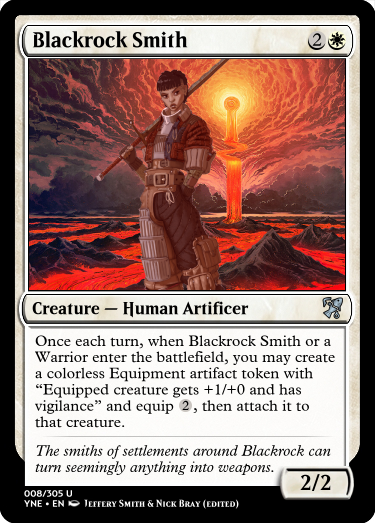 Blackrock Smith 2
Creature — Human Artificer
Once each turn, when Blackrock Smith or a
Warrior enter the battlefield, you may create
a colorless Equipment artifact token with
“Equipped creature gets +1/+0 and has
vigilance” and equip 2, then attach it to
that creature.
The smiths of settlements around Blackrock can
turn seemingly anything into weapons.
2/2
008/305 U
YNE • EN Jeffery Smith & Nick Bray (edited)